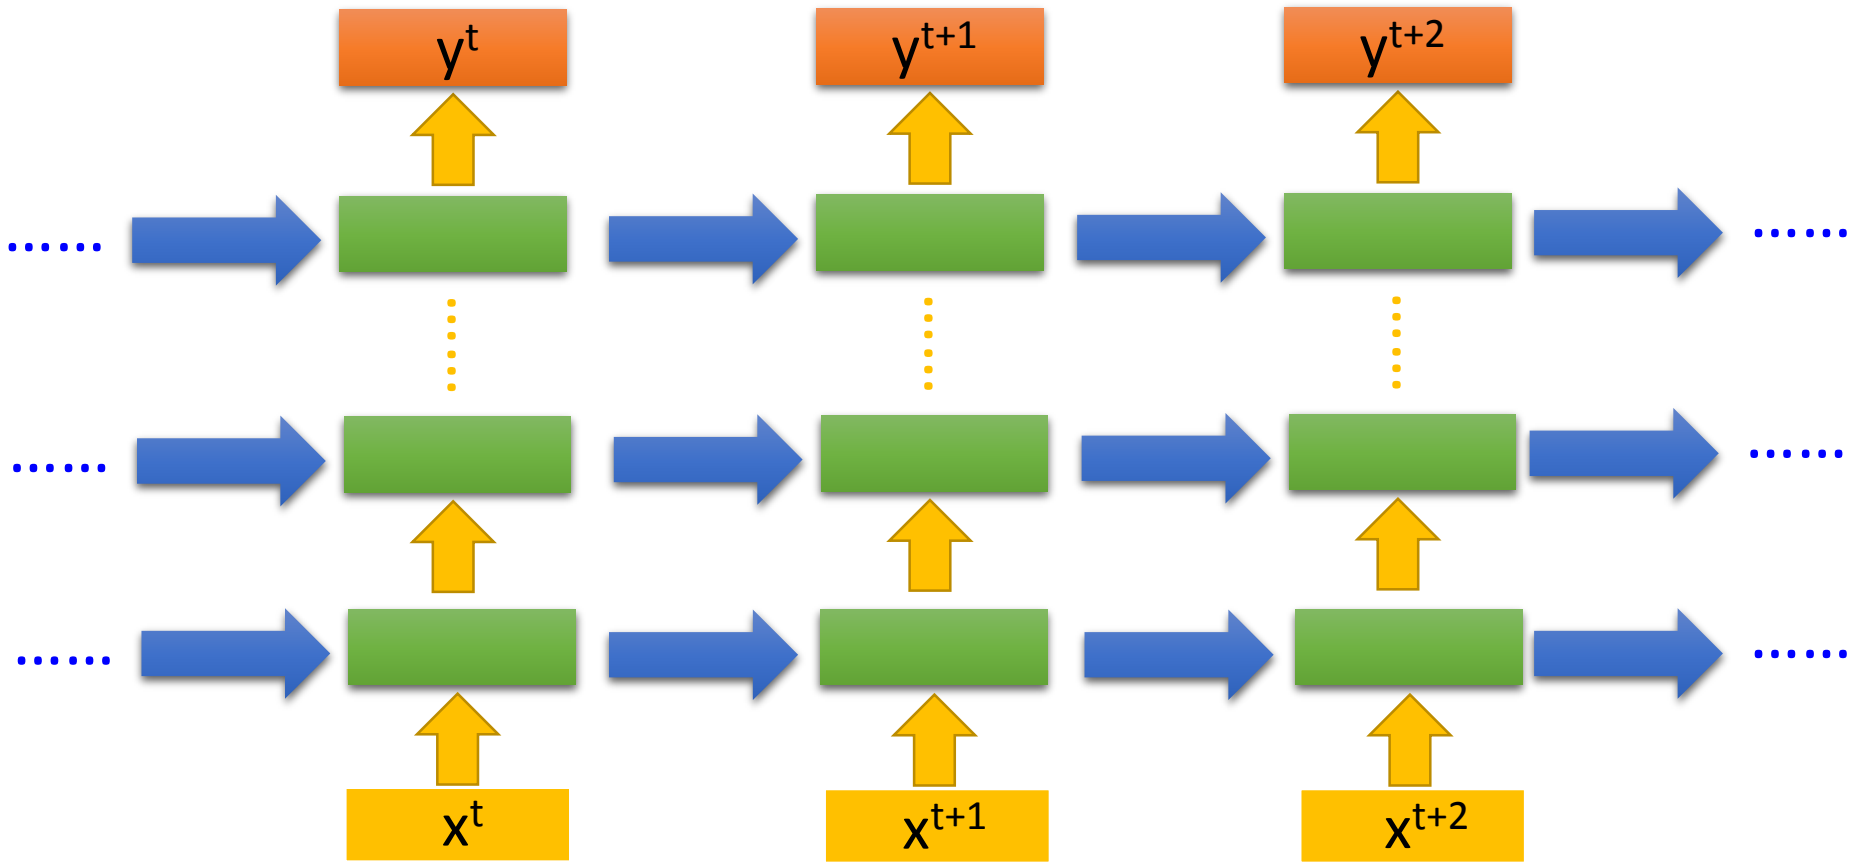 y^t y^{t+1} y^{t+2}
...... ......
...... ......
...... ......
x^t x^{t+1} x^{t+2}